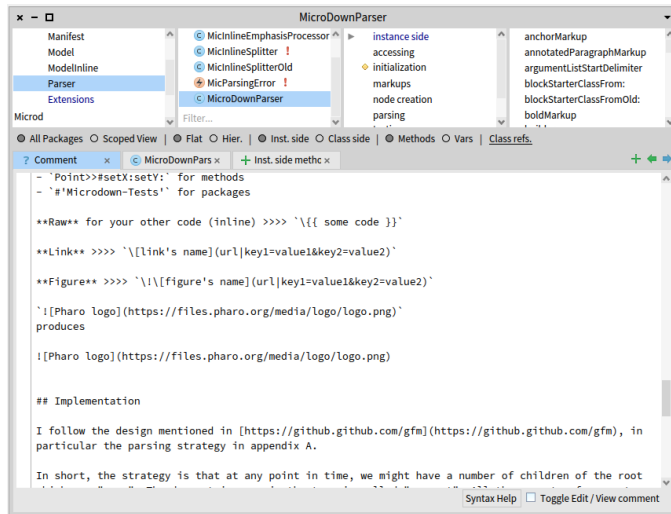 MicroDownParser
Manifest
Model
ModelInline
Parser
Extensions
Microd
MicInlineEmphasisProcessor
MicInlineSplitter !
MicInlineSplitterOld
MicParsingError !
MicroDownParser
Filter...
instance side
accessing
initialization
markups
node creation
parsing
anchorMarkup
annotatedParagraphMarkup
argumentListStartDelimiter
blockStarterClassFrom:
blockStarterClassFromOld:
boldMarkup
All Packages Scoped View | Flat Hier. | Inst. side Class side | Methods Vars | Class refs.
? Comment × MicroDownPars × + Inst. side methc ×
- `Point>>#setX:setY:` for methods
- `#'Microdown-Tests'` for packages
**Raw** for your other code (inline) >>>> `\{{ some code }}`
**Link** >>>> `\[link's name](url|key1=value1&key2=value2)`
**Figure** >>>> `\!\[figure's name](url|key1=value1&key2=value2)`
`![Pharo logo](https://files.pharo.org/media/logo/logo.png)`
produces
![Pharo logo](https://files.pharo.org/media/logo/logo.png)
## Implementation
I follow the design mentioned in [https://github.github.com/gfm](https://github.github.com/gfm), in
particular the parsing strategy in appendix A.
In short, the strategy is that at any point in time, we might have a number of children of the root
Syntax Help Toggle Edit / View comment